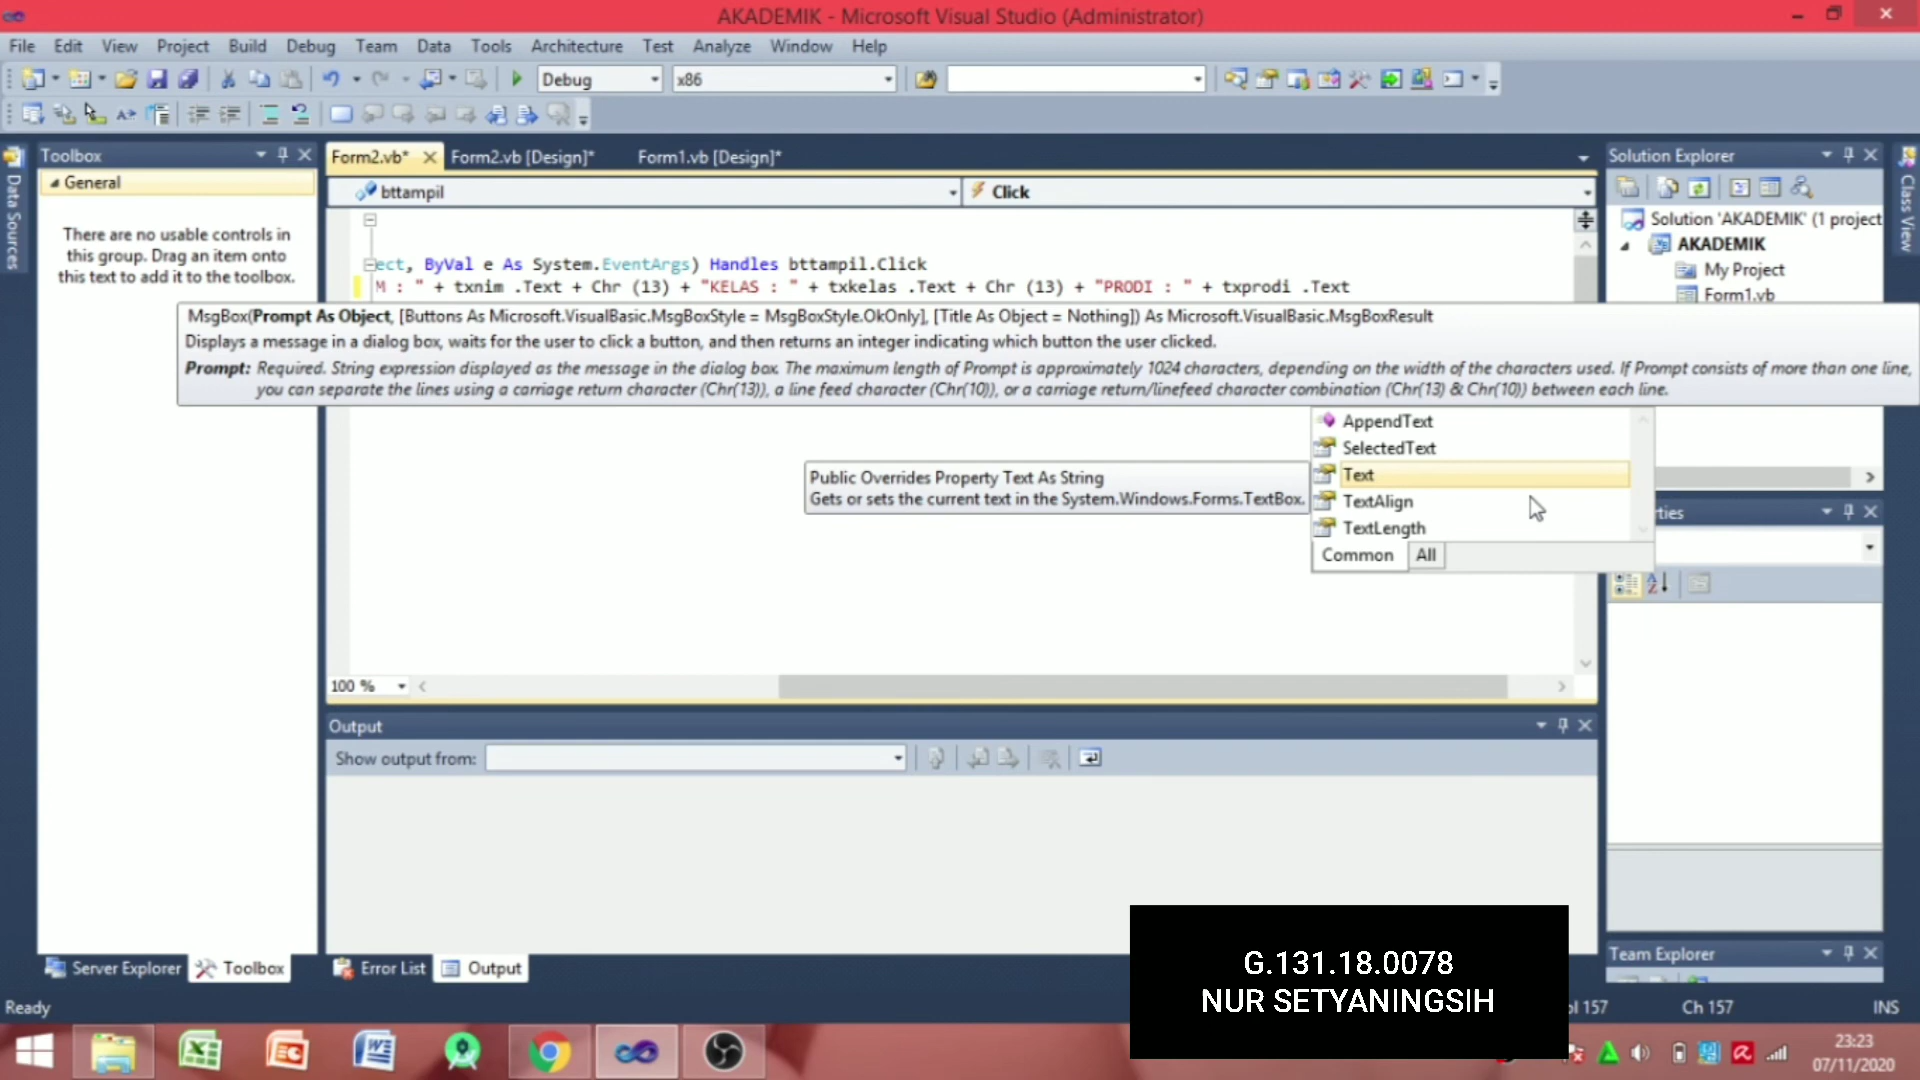 AKADEMIK - Microsoft Visual Studio (Administrator)
File Edit View Project Build Debug Team Data Tools Architecture Test Analyze Window Help
Debug x86
Toolbox
Form2.vb* Form2.vb [Design]* Form1.vb [Design]*
Solution Explorer
Data Sources
General
bttampil
Click
Class View
There are no usable controls in
this group. Drag an item onto
this text to add it to the toolbox.
Solution 'AKADEMIK' (1 project
AKADEMIK
My Project
Form1.vb
ect, ByVal e As System.EventArgs) Handles bttampil.Click
M : " + txnim .Text + Chr (13) + "KELAS : " + txkelas .Text + Chr (13) + "PRODI : " + txprodi .Text
MsgBox(Prompt As Object, [Buttons As Microsoft.VisualBasic.MsgBoxStyle = MsgBoxStyle.OkOnly], [Title As Object = Nothing]) As Microsoft.VisualBasic.MsgBoxResult
Displays a message in a dialog box, waits for the user to click a button, and then returns an integer indicating which button the user clicked.
Prompt: Required. String expression displayed as the message in the dialog box. The maximum length of Prompt is approximately 1024 characters, depending on the width of the characters used. If Prompt consists of more than one line,
you can separate the lines using a carriage return character (Chr(13)), a line feed character (Chr(10)), or a carriage return/linefeed character combination (Chr(13) & Chr(10)) between each line.
AppendText
SelectedText
Text
TextAlign
TextLength
Common All
Public Overrides Property Text As String
Gets or sets the current text in the System.Windows.Forms.TextBox.
rties
100 %
Output
Show output from:
Server Explorer Toolbox
Error List Output
Team Explorer
G.131.18.0078
NUR SETYANINGSIH
Ready
ol 157 Ch 157 INS
23:23
07/11/2020